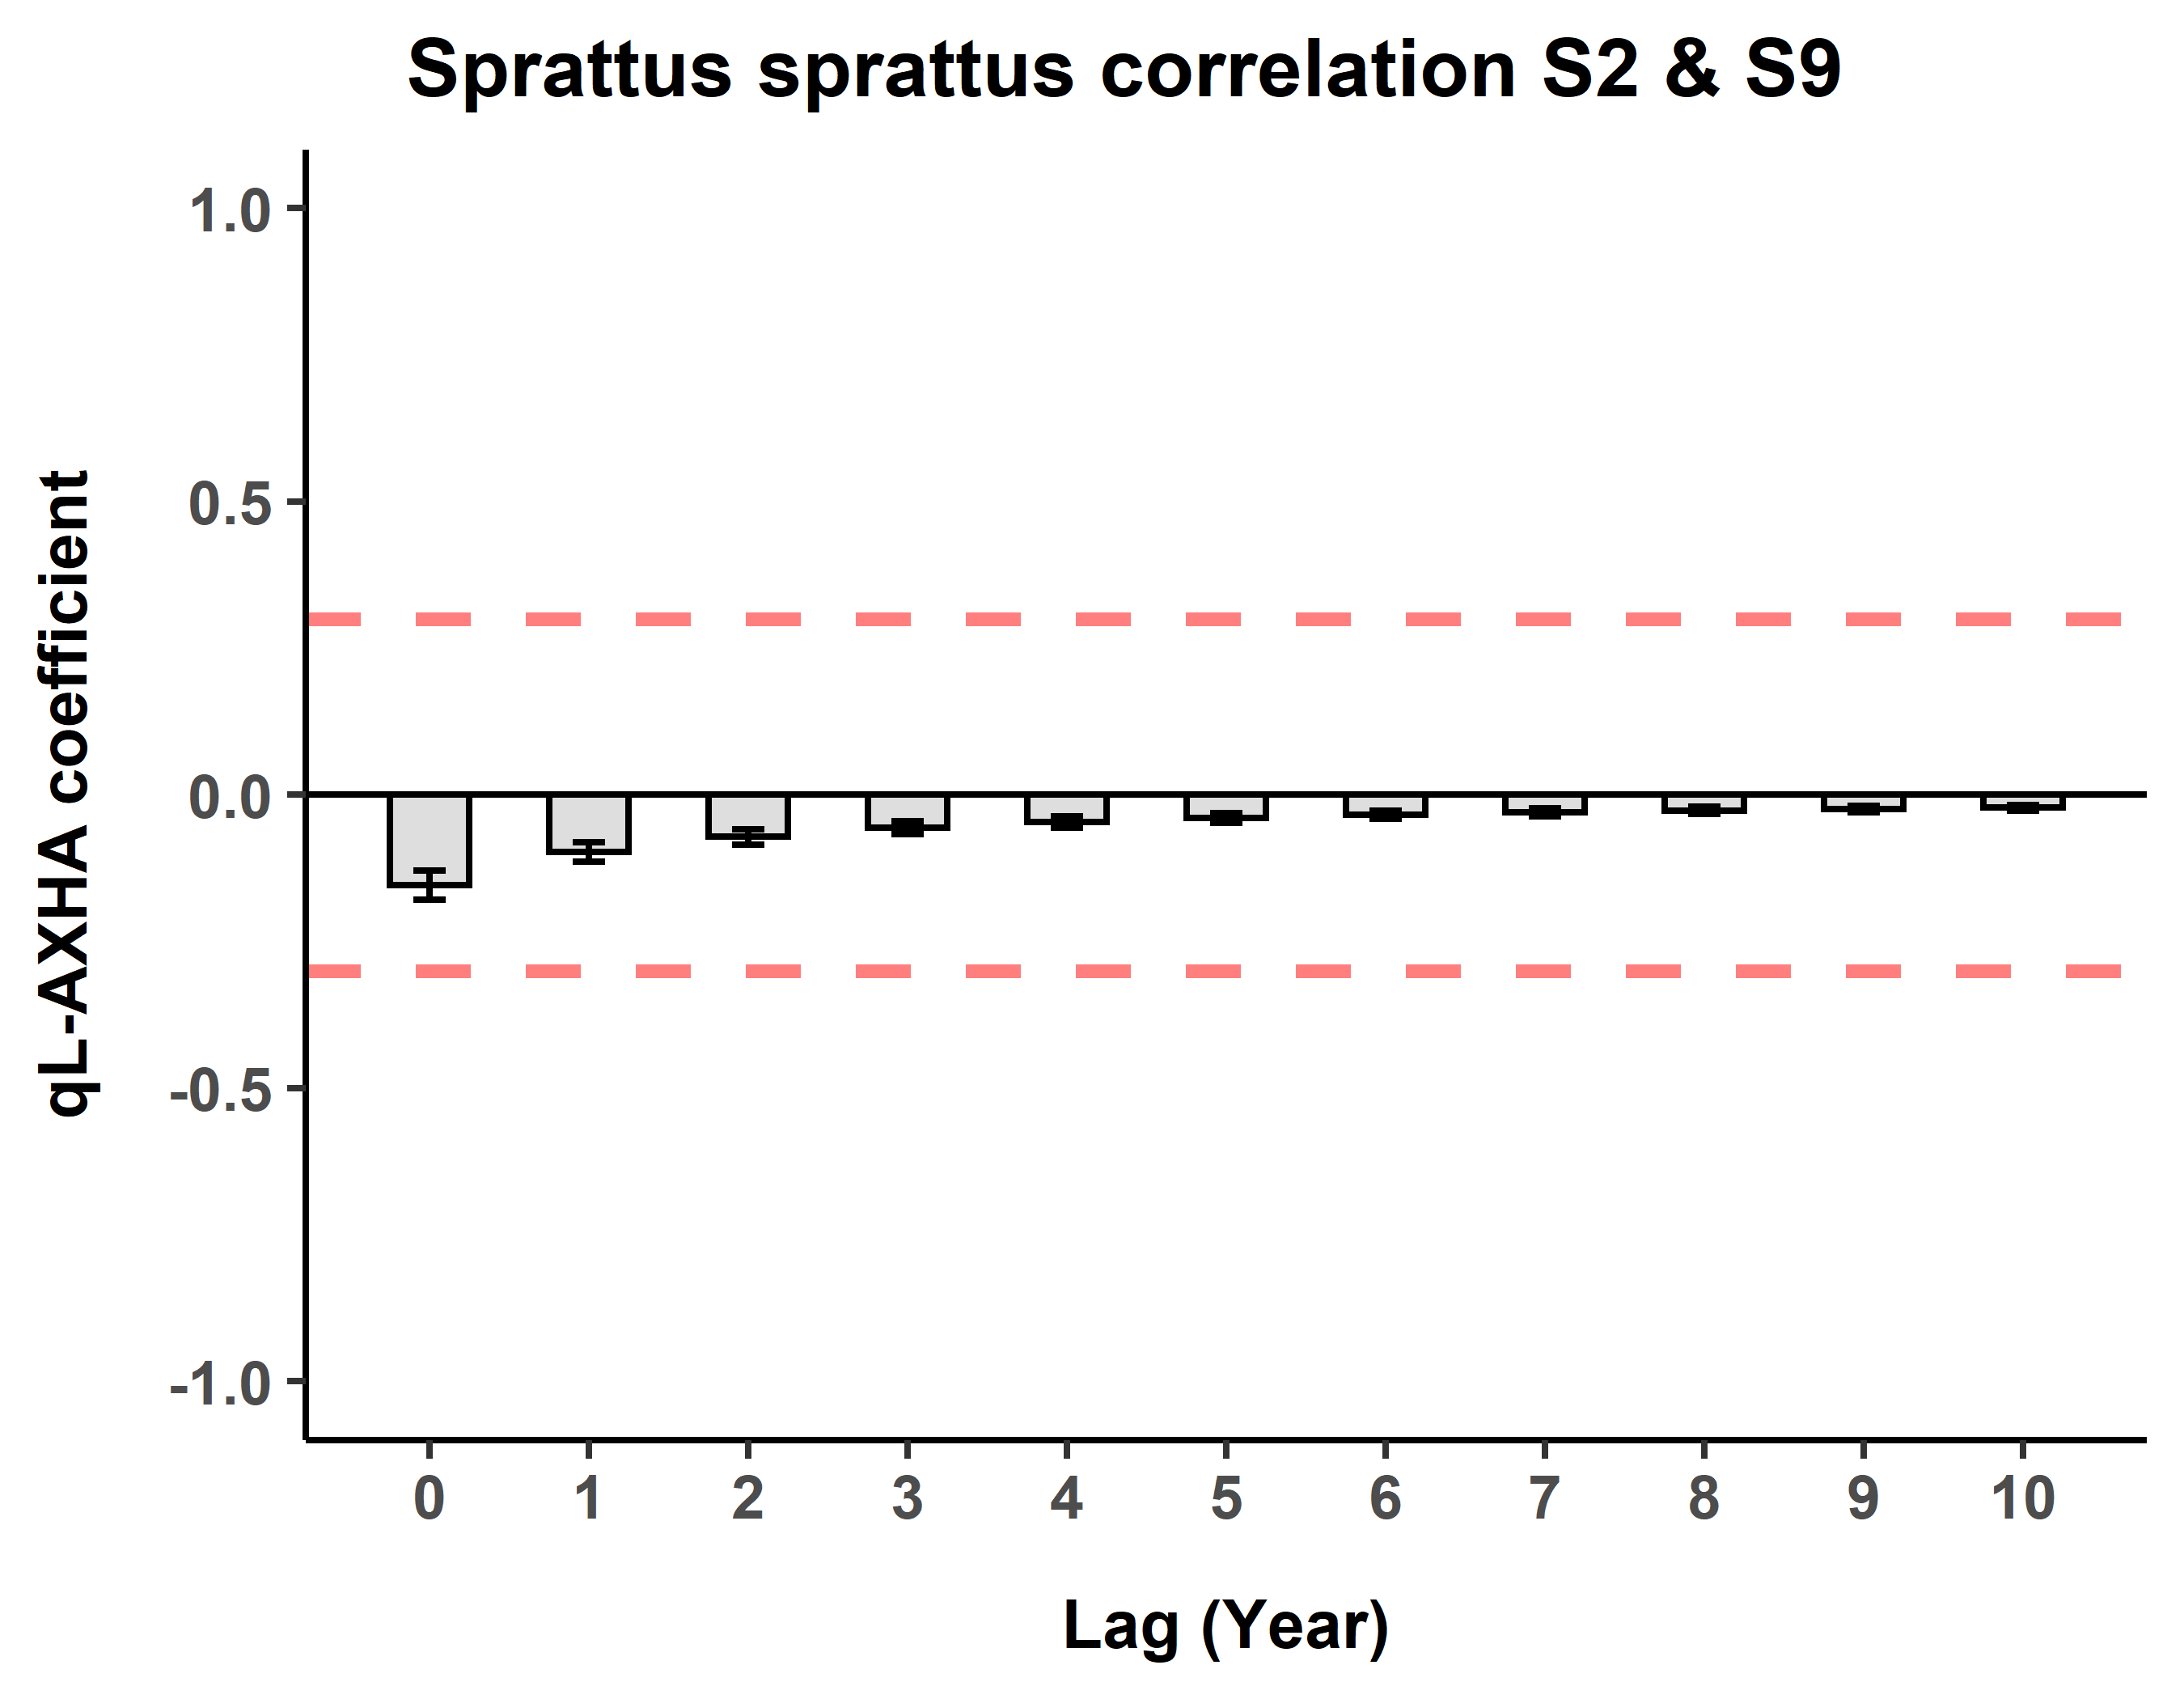 Sprattus sprattus correlation S2 & S9
qL-AXHA coefficient
1.0
0.5
0.0
-0.5
-1.0
0 1 2 3 4 5 6 7 8 9 10
Lag (Year)